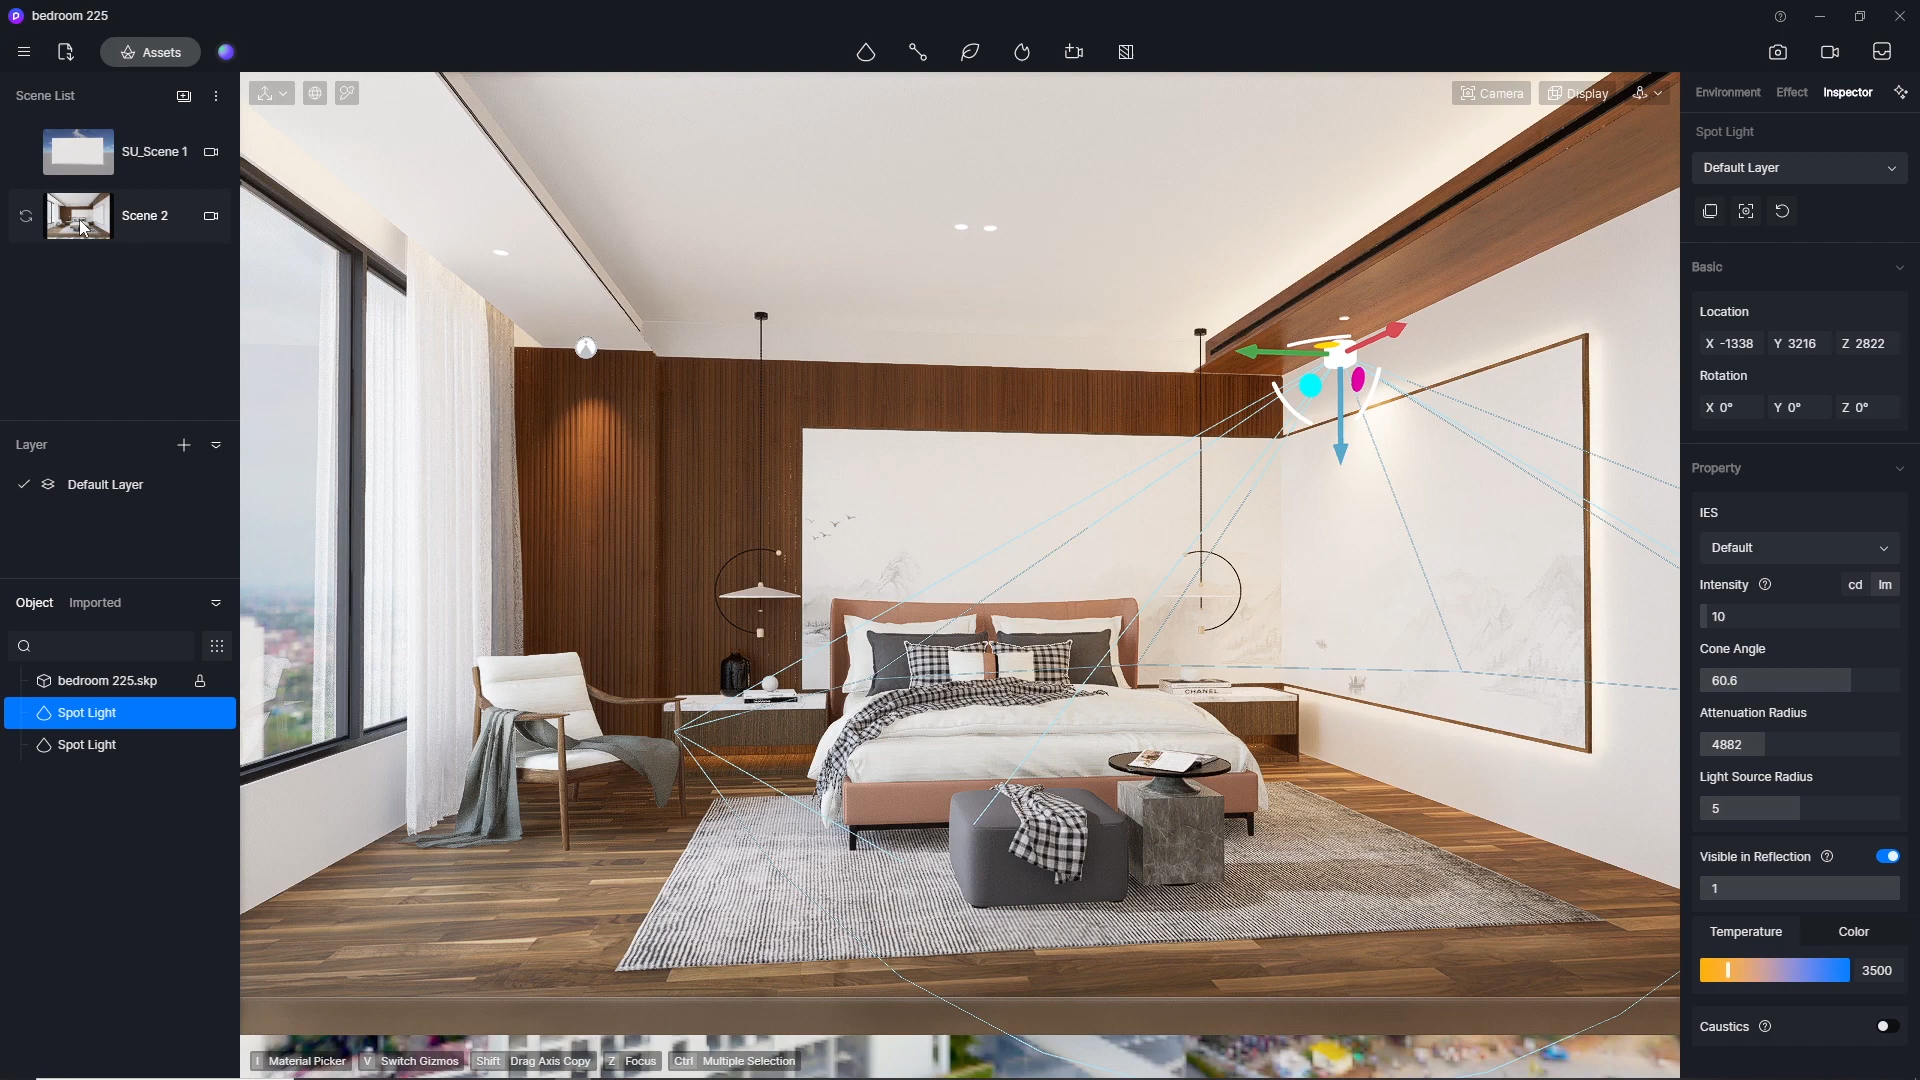 bedroom 225
Assets
Scene List
SU_Scene 1
Scene 2
Layer
Default Layer
Object Imported
bedroom 225.skp
Spot Light
Spot Light
Camera
Display
CHANEL
I Material Picker V Switch Gizmos Shift Drag Axis Copy Z Focus Ctrl Multiple Selection
Environment Effect Inspector
Spot Light
Default Layer
Basic
Location
X -1338 Y 3216 Z 2822
Rotation
X 0° Y 0° Z 0°
Property
IES
Default
Intensity cd lm
10
Cone Angle
60.6
Attenuation Radius
4882
Light Source Radius
5
Visible in Reflection
1
Temperature Color
3500
Caustics